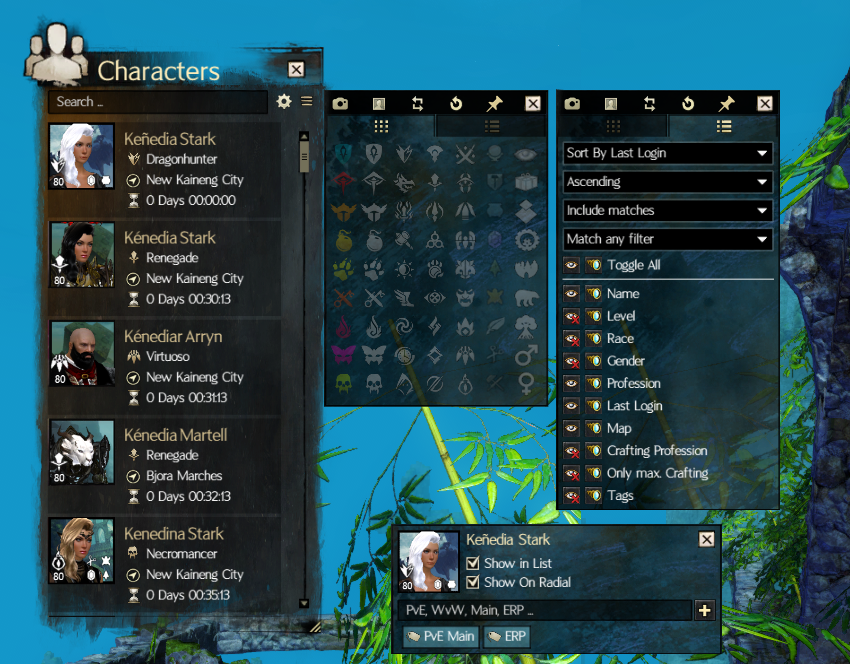 Characters
Search ...
Keñedia Stark
80
Dragonhunter
New Kaineng City
0 Days 00:00:00
Kénedia Stark
80
Renegade
New Kaineng City
0 Days 00:30:13
Kénediar Arryn
80
Virtuoso
New Kaineng City
0 Days 00:31:13
Kénedia Martell
80
Renegade
Bjora Marches
0 Days 00:32:13
Kenedina Stark
80
Necromancer
New Kaineng City
0 Days 00:35:13
Sort By Last Login
Ascending
Include matches
Match any filter
Toggle All
Name
Level
Race
Gender
Profession
Last Login
Map
Crafting Profession
Only max. Crafting
Tags
Keñedia Stark
80
Show in List
Show On Radial
PvE, WvW, Main, ERP ...
PvE Main
ERP